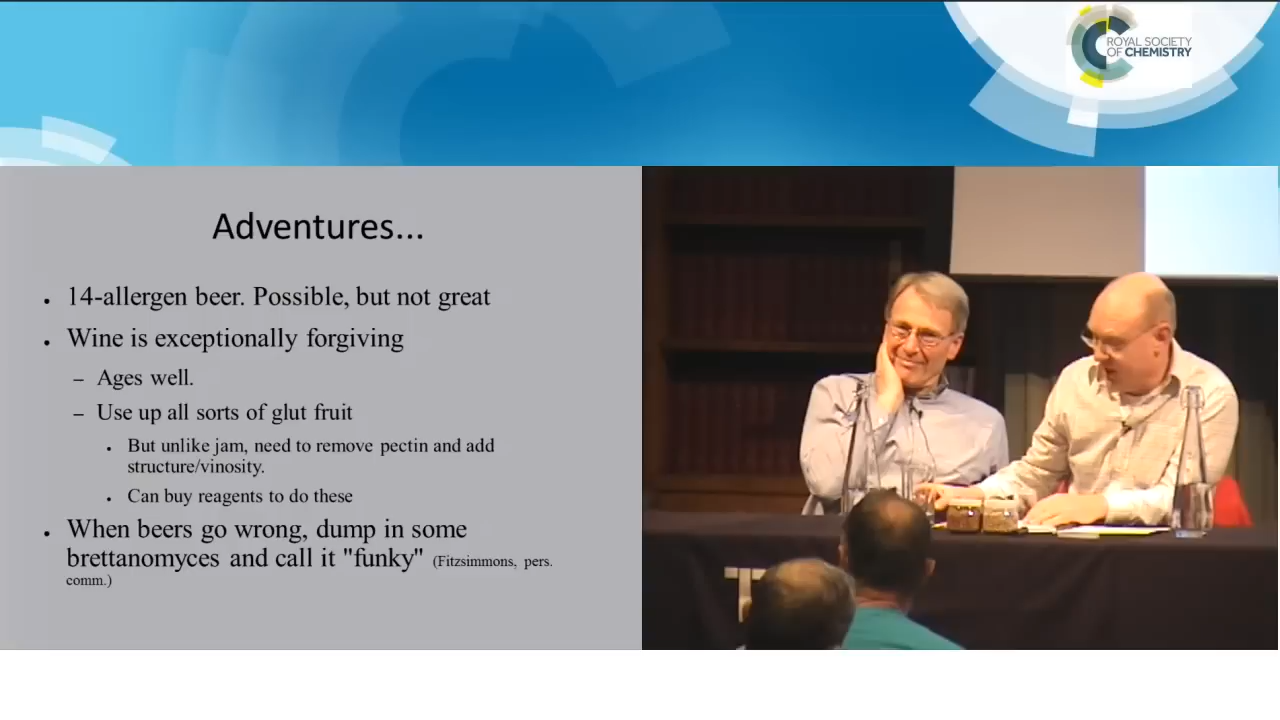 ROYAL SOCIETY
OF CHEMISTRY
Adventures...
14-allergen beer. Possible, but not great
Wine is exceptionally forgiving
– Ages well.
– Use up all sorts of glut fruit
But unlike jam, need to remove pectin and add
structure/vinosity.
Can buy reagents to do these
When beers go wrong, dump in some
brettanomyces and call it "funky" (Fitzsimmons, pers.
comm.)